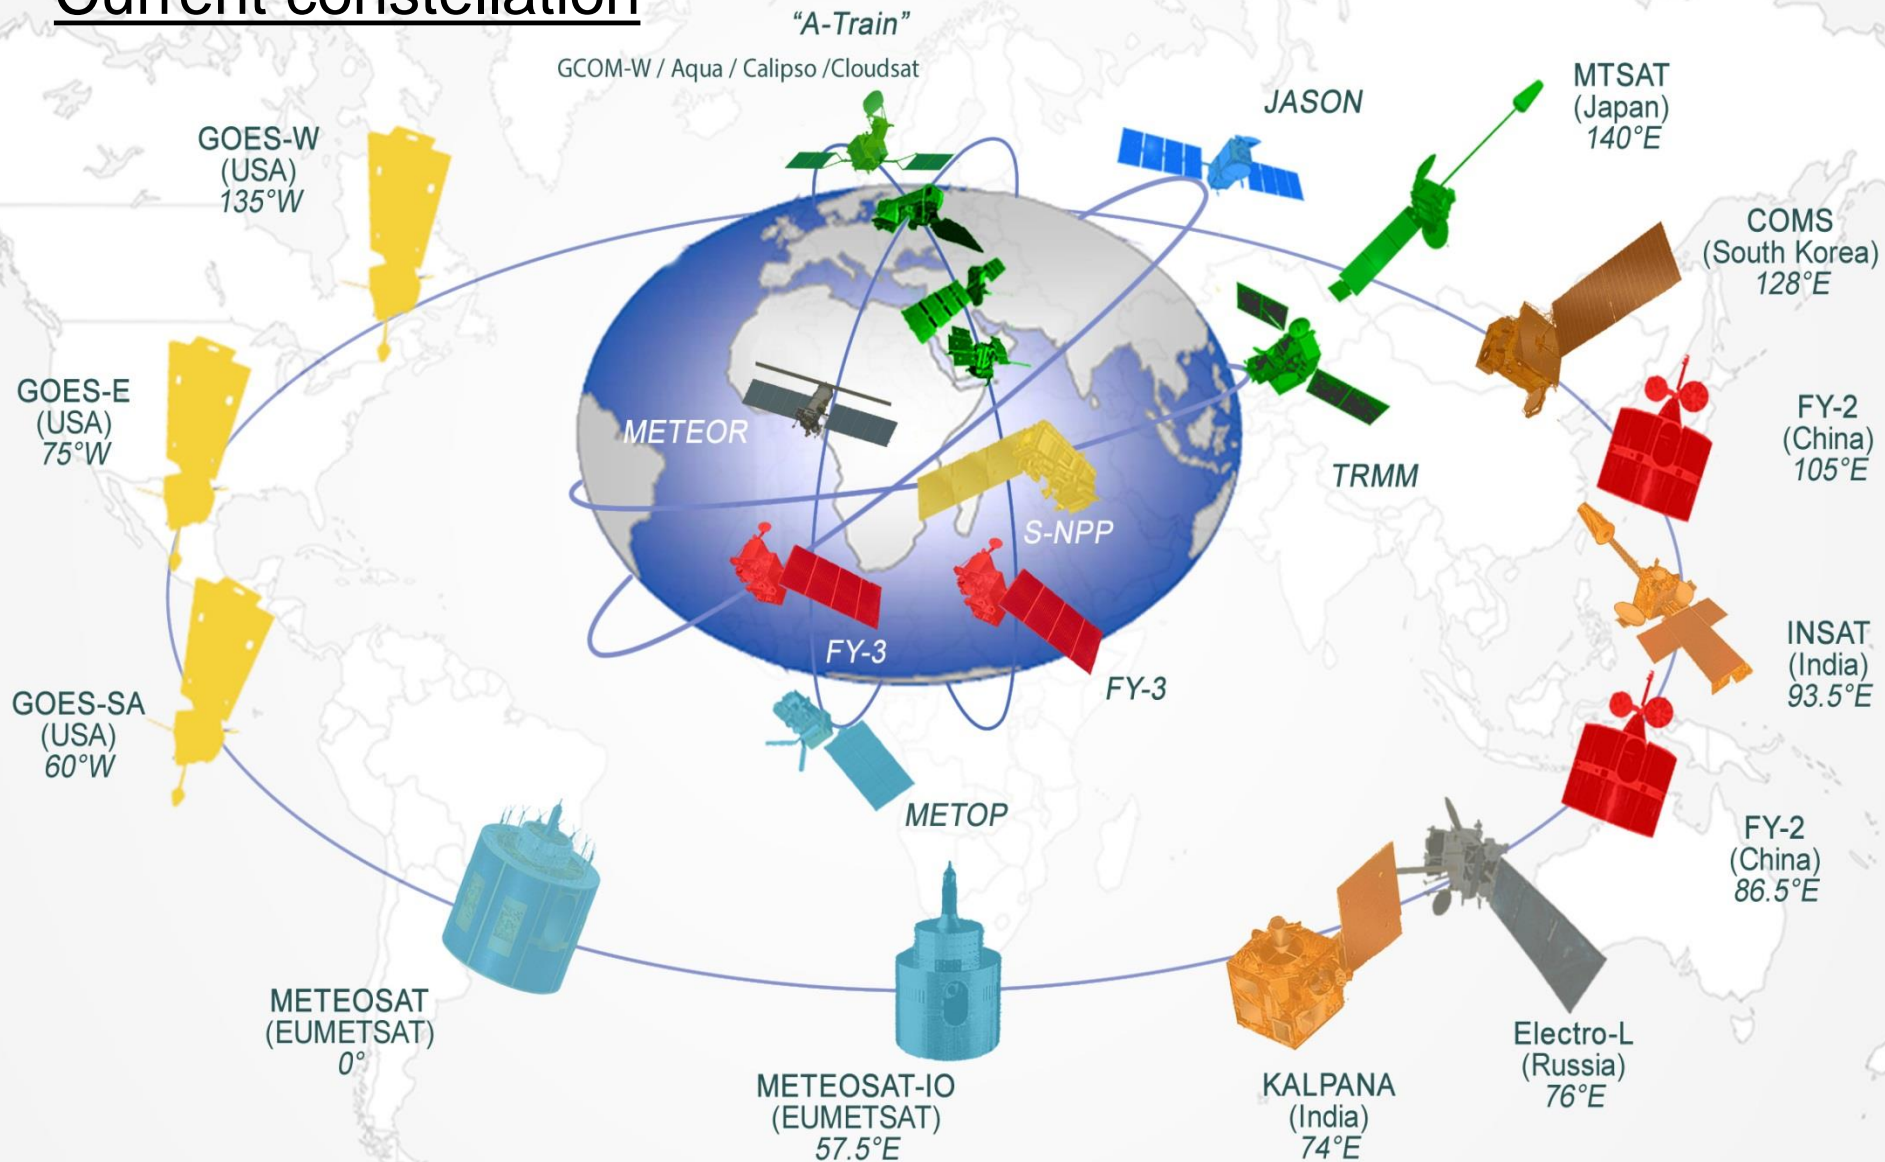 Current constellation
"A-Train"
GCOM-W / Aqua / Calipso /Cloudsat
JASON
MTSAT
(Japan)
140°E
GOES-W
(USA)
135°W
COMS
(South Korea)
128°E
GOES-E
(USA)
75°W
METEOR
FY-2
(China)
105°E
TRMM
S-NPP
INSAT
(India)
93.5°E
FY-3
FY-3
GOES-SA
(USA)
60°W
METOP
FY-2
(China)
86.5°E
METEOSAT
(EUMETSAT)
0°
METEOSAT-IO
(EUMETSAT)
57.5°E
KALPANA
(India)
74°E
Electro-L
(Russia)
76°E